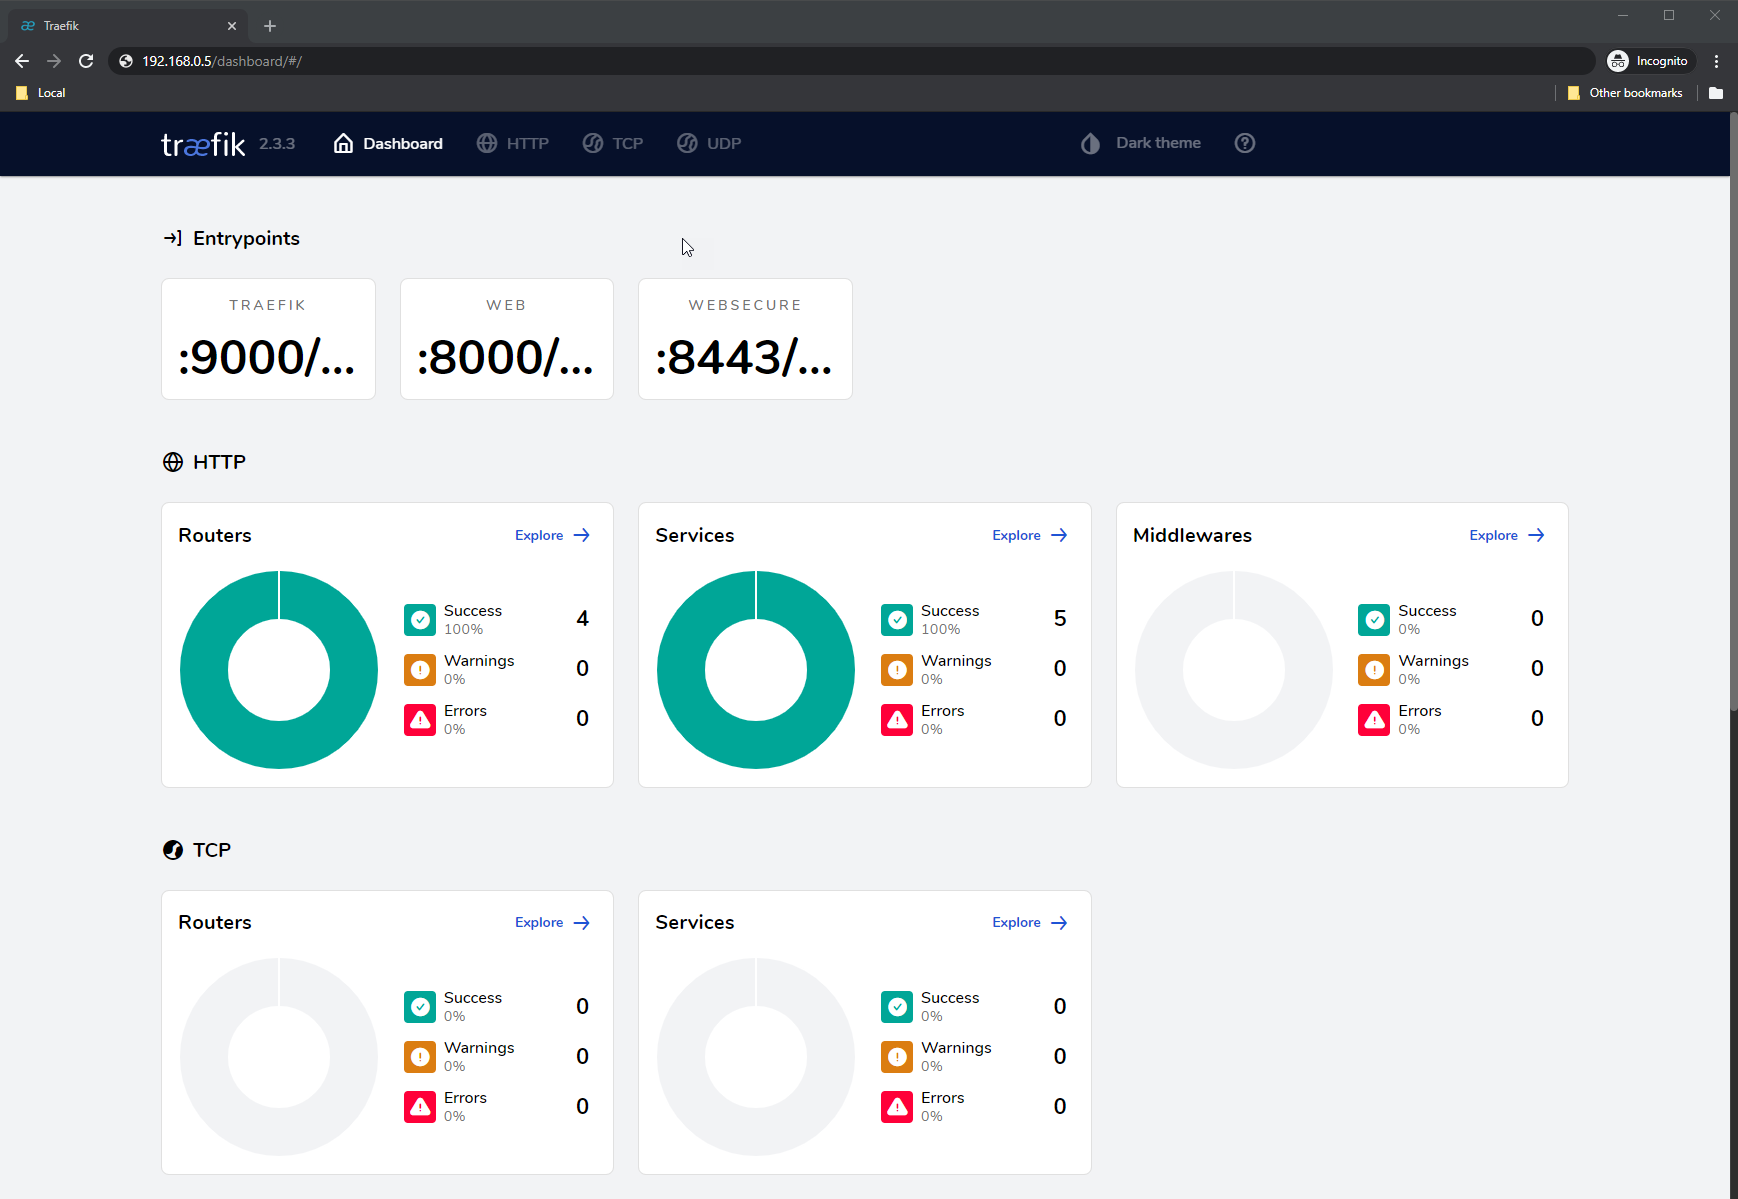 Traefik
192.168.0.5/dashboard/#/
Incognito
Local
Other bookmarks
træfik 2.3.3 Dashboard HTTP TCP UDP Dark theme
Entrypoints
TRAEFIK WEB WEBSECURE
:9000/... :8000/... :8443/...
HTTP
Routers Explore
Success 4
100%
Warnings 0
0%
Errors 0
0%
Services Explore
Success 5
100%
Warnings 0
0%
Errors 0
0%
Middlewares Explore
Success 0
0%
Warnings 0
0%
Errors 0
0%
TCP
Routers Explore
Success 0
0%
Warnings 0
0%
Errors 0
0%
Services Explore
Success 0
0%
Warnings 0
0%
Errors 0
0%